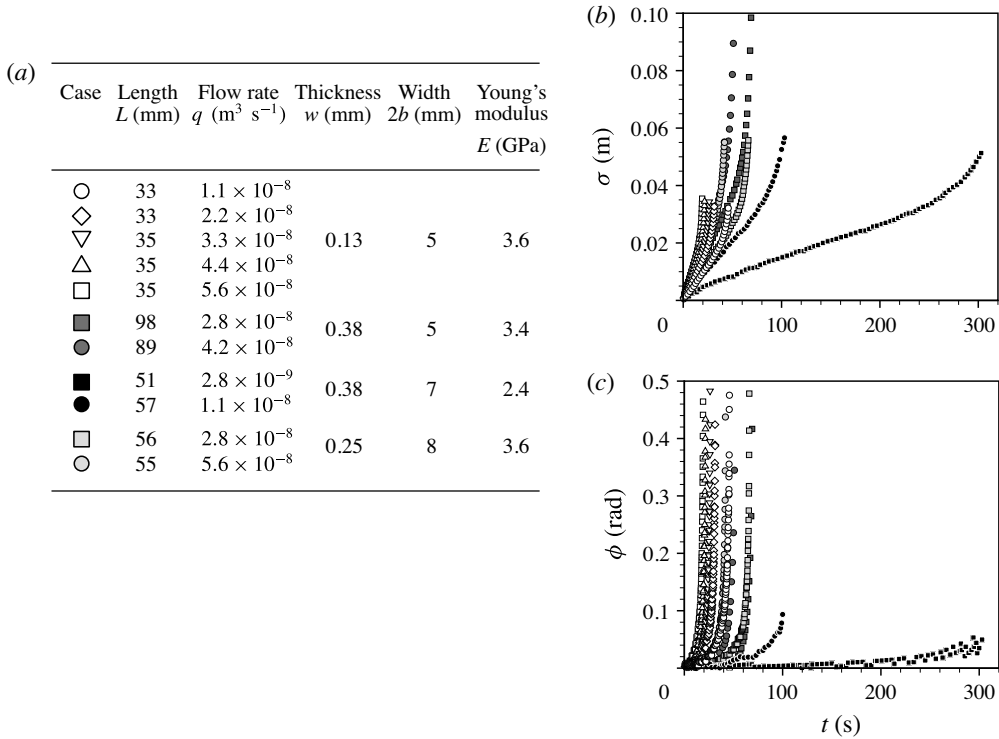 (a)
Case Length Flow rate Thickness Width Young's
L (mm) q (m³ s⁻¹) w (mm) 2b (mm) modulus
E (GPa)
33 1.1 × 10⁻⁸
33 2.2 × 10⁻⁸
35 3.3 × 10⁻⁸ 0.13 5 3.6
35 4.4 × 10⁻⁸
35 5.6 × 10⁻⁸
98 2.8 × 10⁻⁸
0.38 5 3.4
89 4.2 × 10⁻⁸
51 2.8 × 10⁻⁹
0.38 7 2.4
57 1.1 × 10⁻⁸
56 2.8 × 10⁻⁸
0.25 8 3.6
55 5.6 × 10⁻⁸
(b)
0.10
0.08
0.06
σ (m)
0.04
0.02
0 100 200 300
(c)
0.5
0.4
0.3
ϕ (rad)
0.2
0.1
0 100 200 300
t (s)